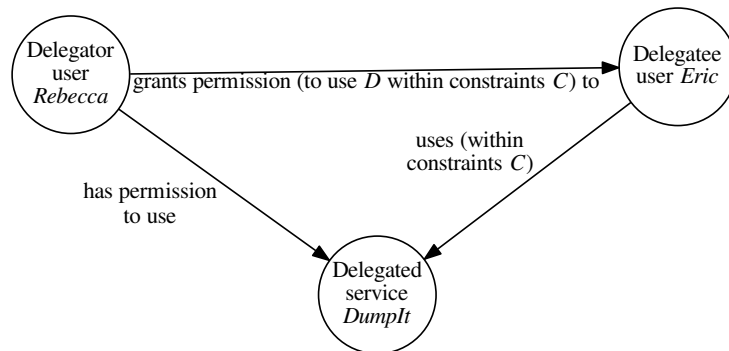 Delegator
user
Rebecca
Delegatee
user Eric
grants permission (to use D within constraints C) to
uses (within
constraints C)
has permission
to use
Delegated
service
DumpIt